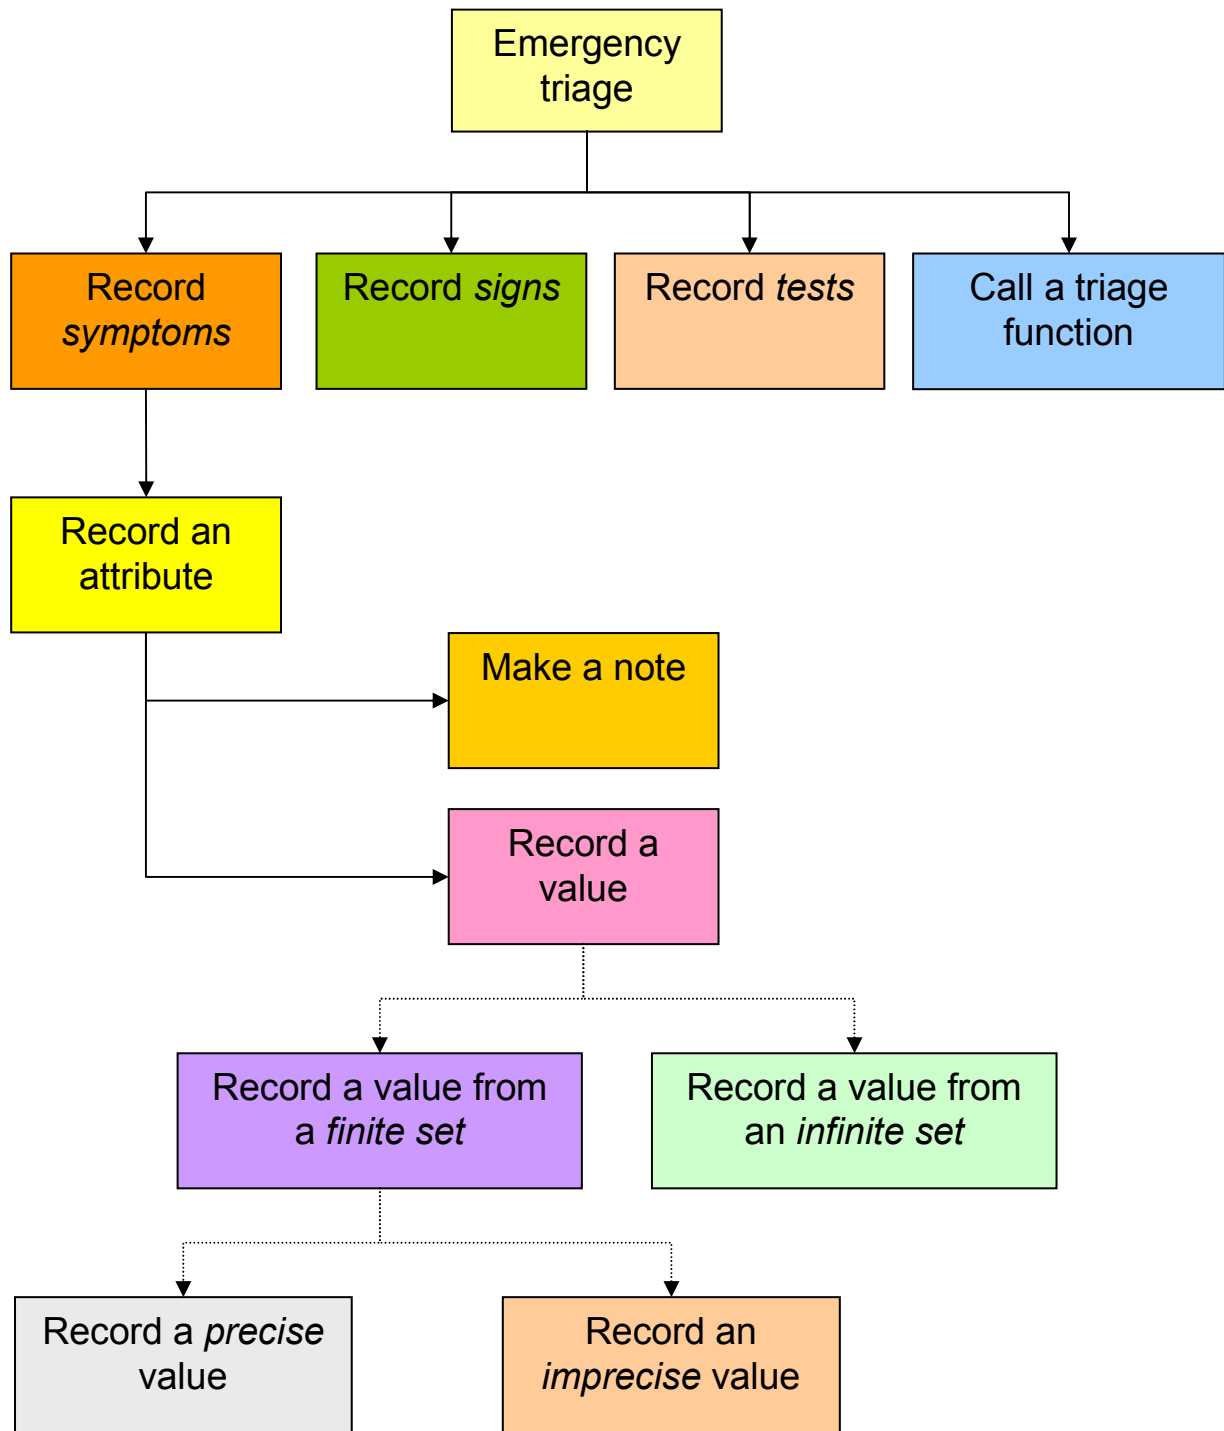 Emergency
triage
Record
symptoms
Record signs
Record tests
Call a triage
function
Record an
attribute
Make a note
Record a
value
Record a value from
a finite set
Record a value from
an infinite set
Record a precise
value
Record an
imprecise value